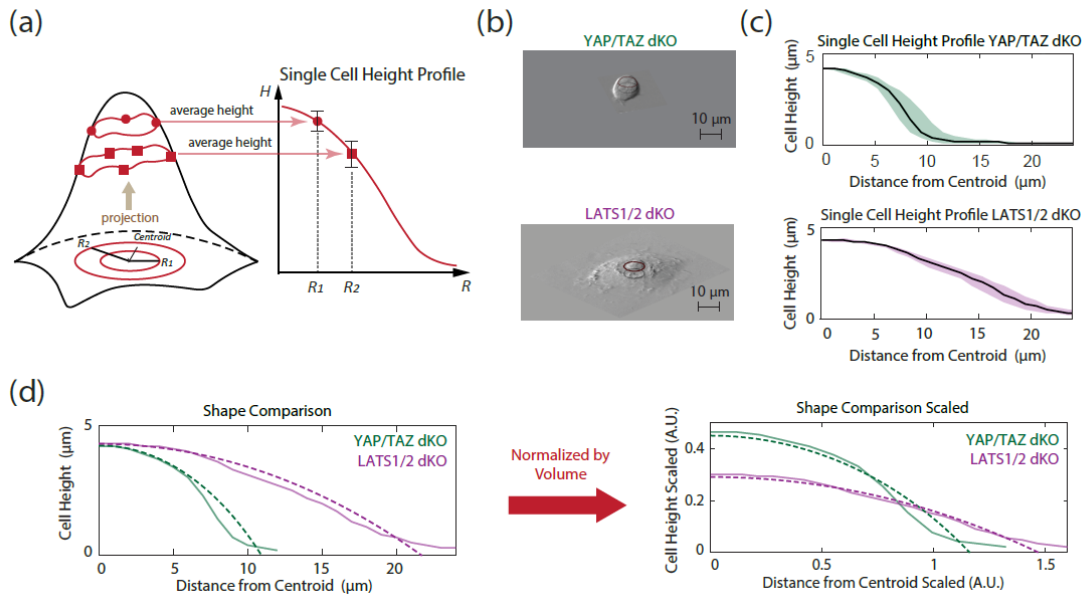 (a)
Single Cell Height Profile
H
average height
average height
projection
Centroid
R2
R1
R1
R2
R
(b)
YAP/TAZ dKO
10 μm
LATS1/2 dKO
10 μm
(c)
Single Cell Height Profile YAP/TAZ dKO
Cell Height (μm)
5
0
0
5
10
15
20
Distance from Centroid (μm)
Single Cell Height Profile LATS1/2 dKO
Cell Height (μm)
5
0
0
5
10
15
20
Distance from Centroid (μm)
(d)
Shape Comparison
Cell Height (μm)
5
0
YAP/TAZ dKO
LATS1/2 dKO
0
5
10
15
20
Distance from Centroid (μm)
Normalized by
Volume
Shape Comparison Scaled
Cell Height Scaled (A.U.)
0.4
0.2
0
YAP/TAZ dKO
LATS1/2 dKO
0
0.5
1
1.5
Distance from Centroid Scaled (A.U.)